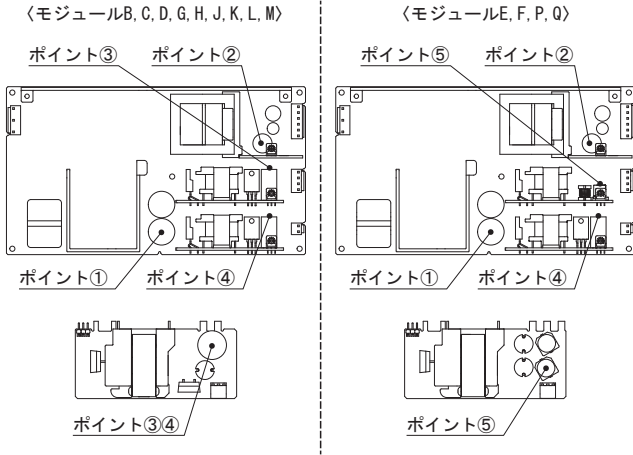 〈モジュールB,C,D,G,H,J,K,L,M〉
ポイント③
ポイント②
ポイント①
ポイント④
ポイント③④
〈モジュールE,F,P,Q〉
ポイント⑤
ポイント②
ポイント①
ポイント④
ポイント⑤